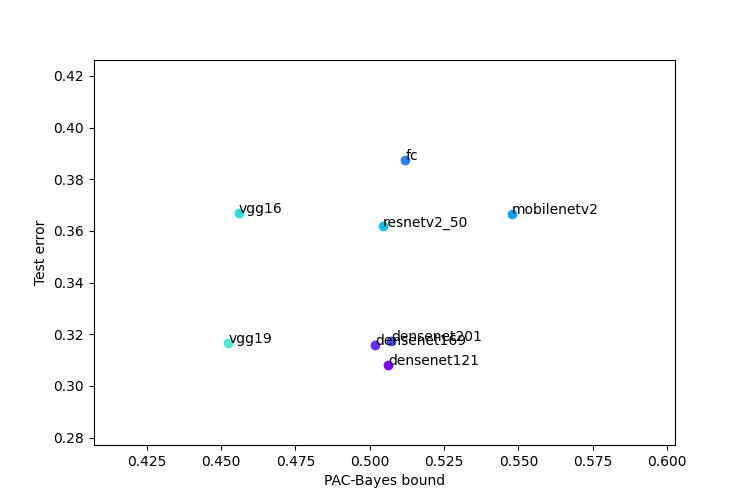 0.42
0.40
fc
0.38
vgg16
mobilenetv2
resnetv2_50
0.36
Test error
0.34
densenet201
vgg19
densenet169
0.32
densenet121
0.30
0.28
0.425 0.450 0.475 0.500 0.525 0.550 0.575 0.600
PAC-Bayes bound